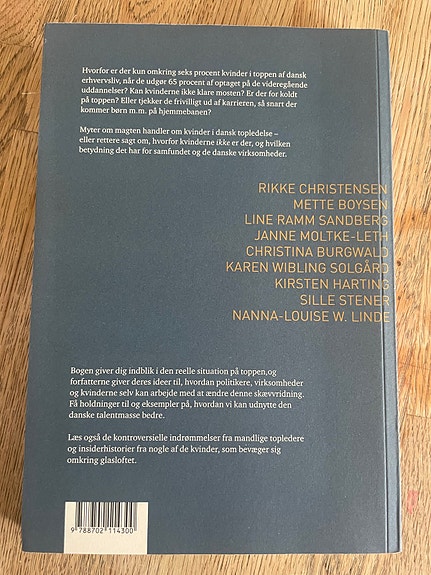 Hvorfor er der kun omkring seks procent kvinder i toppen af dansk
erhvervsliv, når de udgør 65 procent af optaget på de videregående
uddannelser? Kan kvinderne ikke klare mosten? Er der for koldt
på toppen? Eller tjekker de frivilligt ud af karrieren, så snart der
kommer børn m.m. på hjemmebanen?
Myter om magten handler om kvinder i dansk topledelse –
eller rettere sagt om, hvorfor kvinderne ikke er der, og hvilken
betydning det har for samfundet og de danske virksomheder.
RIKKE CHRISTENSEN
METTE BOYSEN
LINE RAMM SANDBERG
JANNE MOLTKE-LETH
CHRISTINA BURGWALD
KAREN WIBLING SOLGÅRD
KIRSTEN HARTING
SILLE STENER
NANNA-LOUISE W. LINDE
Bogen giver dig indblik i den reelle situation på toppen,og
forfatterne giver deres ideer til, hvordan politikere, virksomheder
og kvinderne selv kan arbejde med at ændre denne skævvridning.
Få holdninger til og eksempler på, hvordan vi kan udnytte den
danske talentmasse bedre.
Læs også de kontroversielle indrømmelser fra mandlige topledere
og insiderhistorier fra nogle af de kvinder, som bevæger sig
omkring glasloftet.
9 788702 114300